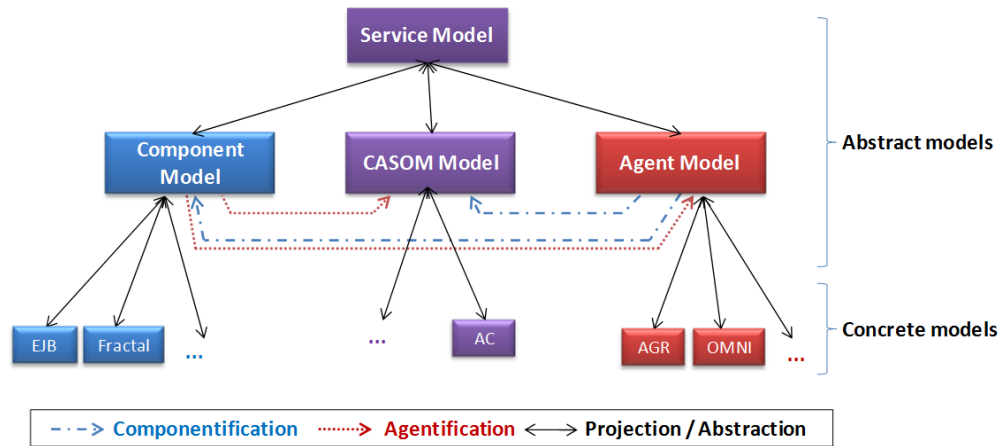 Service Model
Component
Model
CASOM Model
Agent Model
Abstract models
EJB
Fractal
...
...
AC
AGR
OMNI
...
Concrete models
Componentification
Agentification
Projection / Abstraction